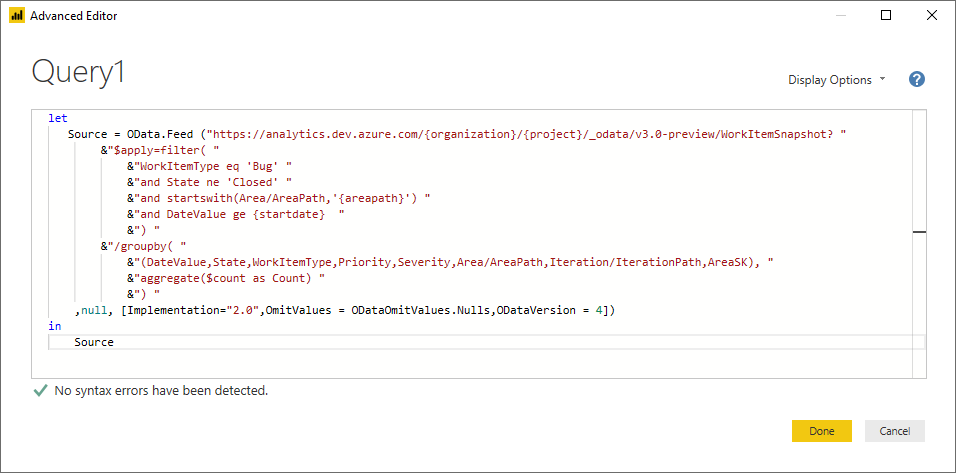 Advanced Editor
Query1
Display Options
?
let
Source = OData.Feed ("https://analytics.dev.azure.com/{organization}/{project}/_odata/v3.0-preview/WorkItemSnapshot? "
&"$apply=filter( "
&"WorkItemType eq 'Bug' "
&"and State ne 'Closed' "
&"and startswith(Area/AreaPath,'{areapath}') "
&"and DateValue ge {startdate}  "
&") "
&"/groupby( "
&"(DateValue,State,WorkItemType,Priority,Severity,Area/AreaPath,Iteration/IterationPath,AreaSK), "
&"aggregate($count as Count) "
&") "
,null, [Implementation="2.0",OmitValues = ODataOmitValues.Nulls,ODataVersion = 4])
in
Source
No syntax errors have been detected.
Done
Cancel